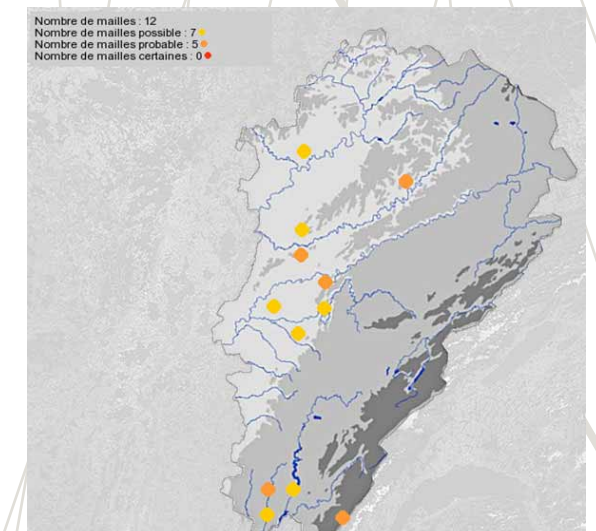 Nombre de mailles : 12
Nombre de mailles possible : 7
Nombre de mailles probable : 5
Nombre de mailles certaines : 0